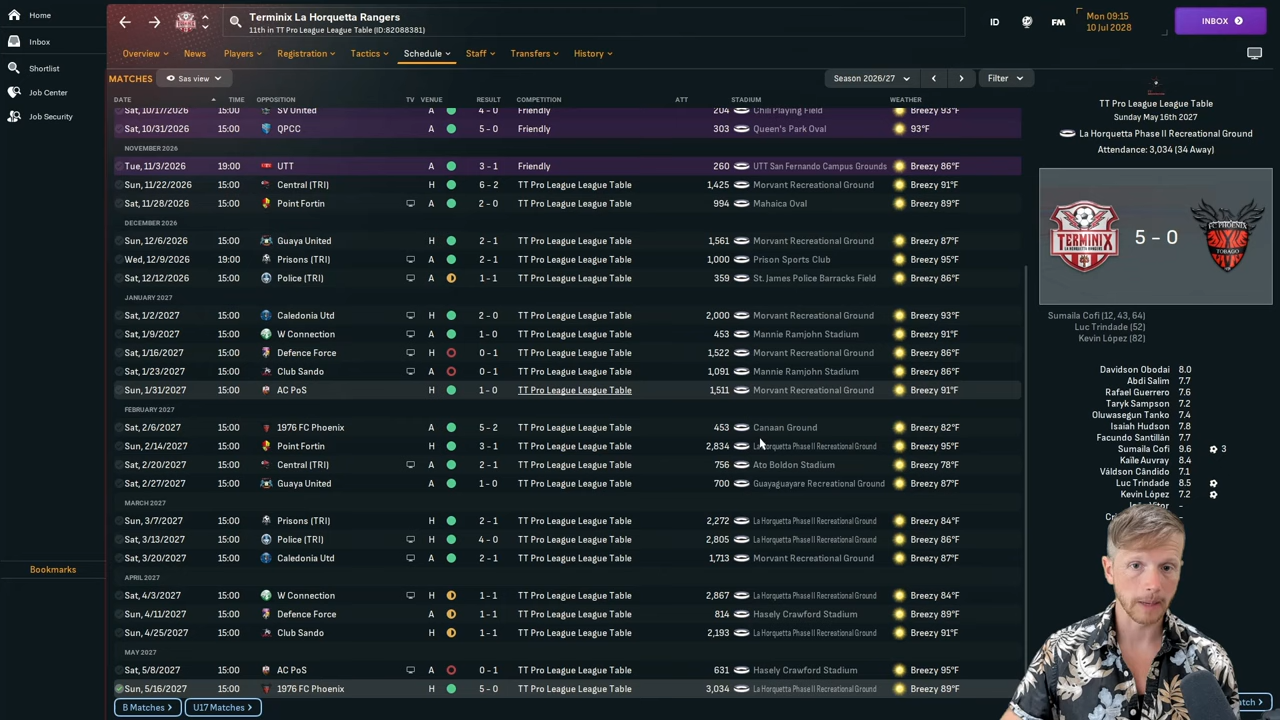 Home
Inbox
Shortlist
Job Center
Job Security
Bookmarks
Terminix La Horquetta Rangers
11th in TT Pro League League Table (ID:82088381)
ID
FM
Mon 09:15
10 Jul 2028
INBOX
Overview
News
Players
Registration
Tactics
Schedule
Staff
Transfers
History
MATCHES
Sas view
Season 2026/27
Filter
DATE TIME OPPOSITION TV VENUE RESULT COMPETITION ATT STADIUM WEATHER
Sat, 10/17/2026 15:00 SV United A 4 - 0 Friendly 204 Chili Playing Field 93°F
Sat, 10/31/2026 15:00 QPCC A 5 - 0 Friendly 303 Queen's Park Oval 93°F
NOVEMBER 2026
Tue, 11/3/2026 19:00 UTT A 3 - 1 Friendly 260 UTT San Fernando Campus Grounds Breezy 86°F
Sun, 11/22/2026 15:00 Central (TRI) H 6 - 2 TT Pro League League Table 1,425 Morvant Recreational Ground Breezy 91°F
Sat, 11/28/2026 15:00 Point Fortin A 2 - 0 TT Pro League League Table 994 Mahaica Oval Breezy 89°F
DECEMBER 2026
Sun, 12/6/2026 15:00 Guaya United H 2 - 1 TT Pro League League Table 1,561 Morvant Recreational Ground Breezy 87°F
Wed, 12/9/2026 19:00 Prisons (TRI) A 2 - 1 TT Pro League League Table 1,000 Prison Sports Club Breezy 95°F
Sat, 12/12/2026 15:00 Police (TRI) A 1 - 1 TT Pro League League Table 359 St. James Police Barracks Field Breezy 86°F
JANUARY 2027
Sat, 1/2/2027 15:00 Caledonia Utd H 2 - 0 TT Pro League League Table 2,000 Morvant Recreational Ground Breezy 93°F
Sat, 1/9/2027 15:00 W Connection A 1 - 0 TT Pro League League Table 453 Mannie Ramjohn Stadium Breezy 91°F
Sat, 1/16/2027 15:00 Defence Force H 0 - 1 TT Pro League League Table 1,522 Morvant Recreational Ground Breezy 86°F
Sat, 1/23/2027 15:00 Club Sando A 0 - 1 TT Pro League League Table 1,091 Mannie Ramjohn Stadium Breezy 86°F
Sun, 1/31/2027 15:00 AC PoS H 1 - 0 TT Pro League League Table 1,511 Morvant Recreational Ground Breezy 91°F
FEBRUARY 2027
Sat, 2/6/2027 15:00 1976 FC Phoenix A 5 - 2 TT Pro League League Table 453 Canaan Ground Breezy 82°F
Sun, 2/14/2027 15:00 Point Fortin H 3 - 1 TT Pro League League Table 2,834 La Horquetta Phase II Recreational Ground Breezy 95°F
Sat, 2/20/2027 15:00 Central (TRI) A 3 - 1 TT Pro League League Table 756 Ato Boldon Stadium Breezy 78°F
Sat, 2/27/2027 15:00 Guaya United A 1 - 0 TT Pro League League Table 700 Guayaguayare Recreational Ground Breezy 87°F
MARCH 2027
Sun, 3/7/2027 15:00 Prisons (TRI) H 2 - 1 TT Pro League League Table 2,272 La Horquetta Phase II Recreational Ground Breezy 84°F
Sat, 3/13/2027 15:00 Police (TRI) H 4 - 0 TT Pro League League Table 2,805 La Horquetta Phase II Recreational Ground Breezy 86°F
Sat, 3/20/2027 15:00 Caledonia Utd A 2 - 1 TT Pro League League Table 1,713 Morvant Recreational Ground Breezy 87°F
APRIL 2027
Sat, 4/3/2027 15:00 W Connection H 1 - 1 TT Pro League League Table 2,867 La Horquetta Phase II Recreational Ground Breezy 84°F
Sun, 4/11/2027 15:00 Defence Force A 1 - 1 TT Pro League League Table 814 Hasely Crawford Stadium Breezy 89°F
Sun, 4/25/2027 15:00 Club Sando H 1 - 1 TT Pro League League Table 2,193 La Horquetta Phase II Recreational Ground Breezy 91°F
MAY 2027
Sat, 5/8/2027 15:00 AC PoS A 0 - 1 TT Pro League League Table 631 Hasely Crawford Stadium Breezy 95°F
Sun, 5/16/2027 15:00 1976 FC Phoenix H 5 - 0 TT Pro League League Table 3,034 La Horquetta Phase II Recreational Ground Breezy 89°F
B Matches
U17 Matches
TT Pro League League Table
Sunday May 16th 2027
La Horquetta Phase II Recreational Ground
Attendance: 3,034 (34 Away)
TERMINIX
5 - 0
FC PHOENIX
TOBAGO
Sumaila Cofi (12, 43, 64)
Luc Trindade (52)
Kevin López (82)
Davidson Obodai 8.0
Abdi Salim 7.7
Rafael Guerrero 7.6
Taryk Sampson 7.2
Oluwasegun Tanko 7.4
Isaiah Hudson 7.8
Facundo Santillán 7.7
Sumaila Cofi 9.6 3
Kaïle Auvray 8.4
Váldson Cândido 7.1
Luc Trindade 8.5
Kevin López 7.2